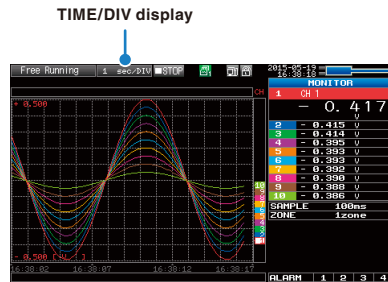 TIME/DIV display
Free Running 1 sec/DIV ■STOP 2015-05-19
16:38:18
MONITOR
CH 1 CH 1
+ 0.500 - 0.417
2 - 0.415 V
3 - 0.414 V
4 - 0.395 V
5 - 0.393 V
6 - 0.393 V
7 - 0.392 V
8 - 0.390 V
9 - 0.388 V
10 10 - 0.386 V
SAMPLE 100ms
ZONE 1zone
- 0.500
16:38:02 16:38:07 16:38:12 16:38:17
ALARM 1 2 3 4